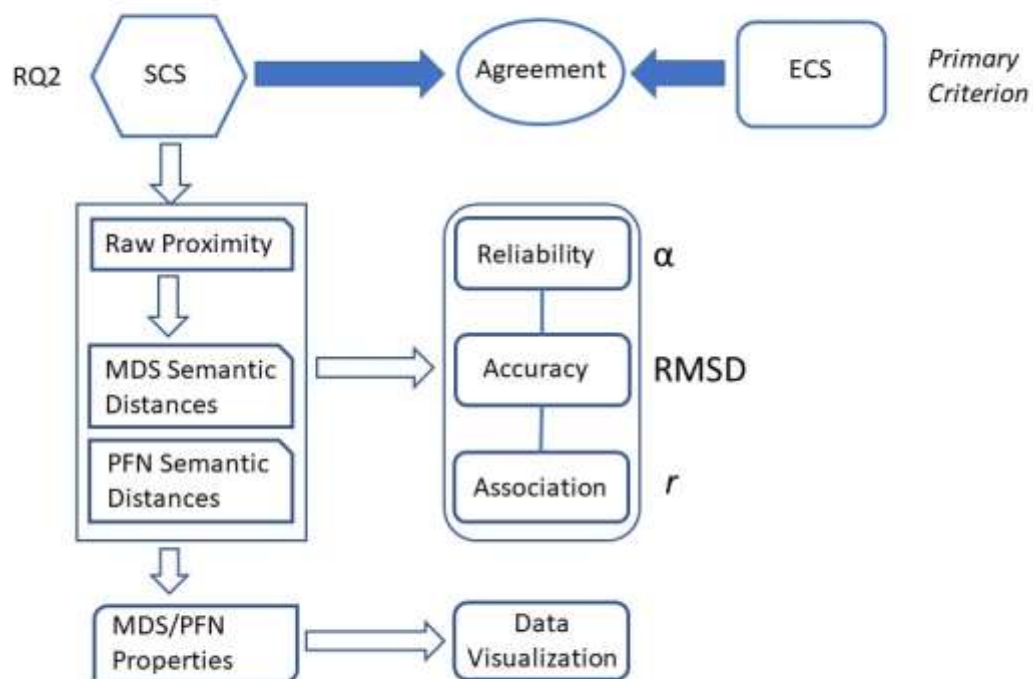 RQ2
SCS
Agreement
ECS
Primary
Criterion
Raw Proximity
MDS Semantic
Distances
PFN Semantic
Distances
Reliability
α
Accuracy
RMSD
Association
r
MDS/PFN
Properties
Data
Visualization